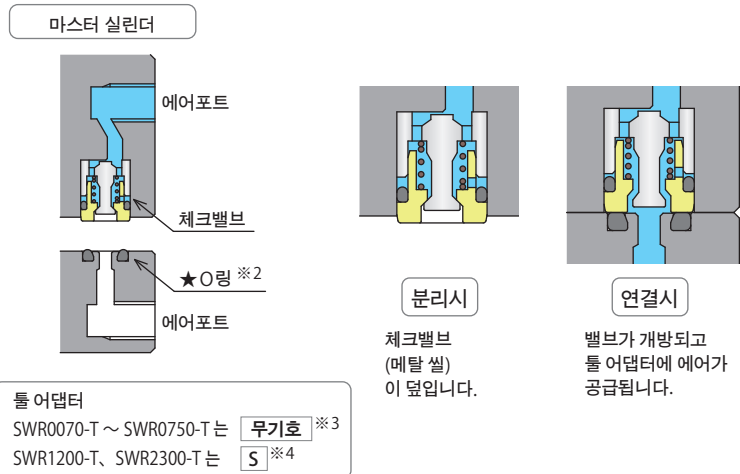 마스터 실린더
에어포트
체크밸브
★O링 ※2
에어포트
분리시
체크밸브
(메탈 씰)
이 덮입니다.
연결시
밸브가 개방되고
툴 어댑터에 에어가
공급됩니다.
툴 어댑터
SWR0070-T ～ SWR0750-T 는 무기호 ※3
SWR1200-T、SWR2300-T 는 S ※4